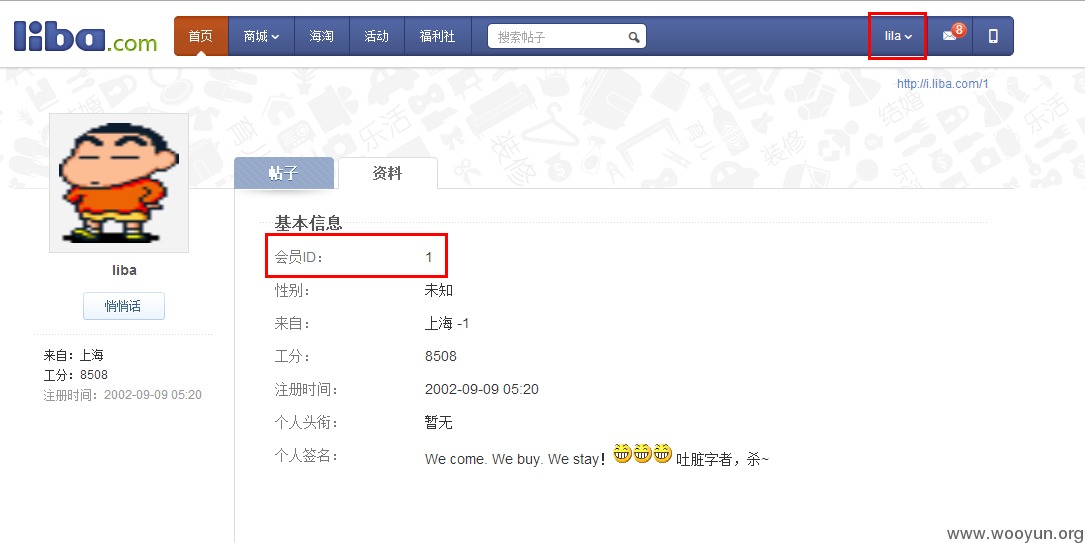 liba.com 首页 商城 海淘 活动 福利社 搜索帖子 lila 8
http://i.liba.com/1
帖子 资料
基本信息
会员ID： 1
liba
性别： 未知
悄悄话
来自： 上海 -1
来自：上海
工分： 8508
工分：8508
注册时间： 2002-09-09 05:20
注册时间：2002-09-09 05:20
个人头衔： 暂无
个人签名： We come. We buy. We stay！ 吐脏字者，杀~
www.wooyun.org